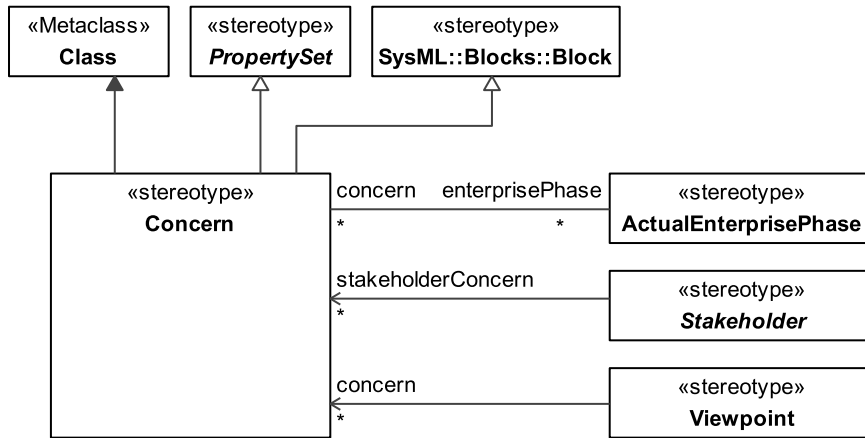 «Metaclass»
Class
«stereotype»
PropertySet
«stereotype»
SysML::Blocks::Block
«stereotype»
Concern
concern
enterprisePhase
*
*
«stereotype»
ActualEnterprisePhase
stakeholderConcern
*
«stereotype»
Stakeholder
concern
*
«stereotype»
Viewpoint